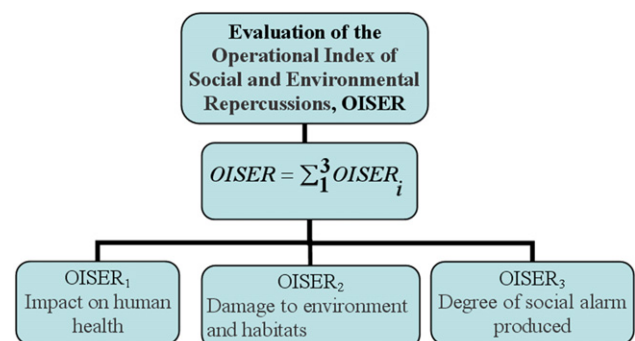 Evaluation of the
Operational Index of
Social and Environmental
Repercussions, OISER
OISER = ∑₁³ OISERᵢ
OISER₁
Impact on human
health
OISER₂
Damage to environment
and habitats
OISER₃
Degree of social alarm
produced